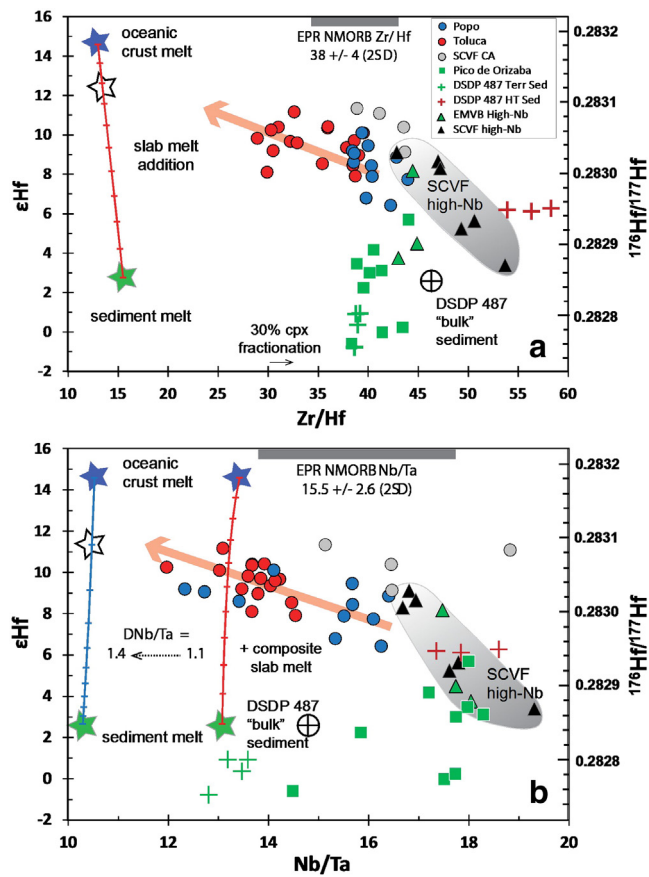 16
14
12
10
8
6
4
2
0
-2
εHf
oceanic
crust melt
slab melt
addition
sediment melt
EPR NMORB Zr/ Hf
38 +/- 4 (2SD)
Popo
Toluca
SCVF CA
Pico de Orizaba
DSDP 487 Terr Sed
DSDP 487 HT Sed
EMVB High-Nb
SCVF high-Nb
SCVF
high-Nb
DSDP 487
"bulk"
sediment
30% cpx
fractionation
a
0.2832
0.2831
0.2830
0.2829
0.2828
176Hf/177Hf
10 15 20 25 30 35 40 45 50 55 60
Zr/Hf
16
14
12
10
8
6
4
2
0
-2
εHf
oceanic
crust melt
EPR NMORB Nb/Ta
15.5 +/- 2.6 (2SD)
DNb/Ta =
1.4 1.1
+ composite
slab melt
SCVF
high-Nb
sediment melt
DSDP 487
"bulk"
sediment
b
0.2832
0.2831
0.2830
0.2829
0.2828
176Hf/177Hf
10 12 14 16 18 20
Nb/Ta